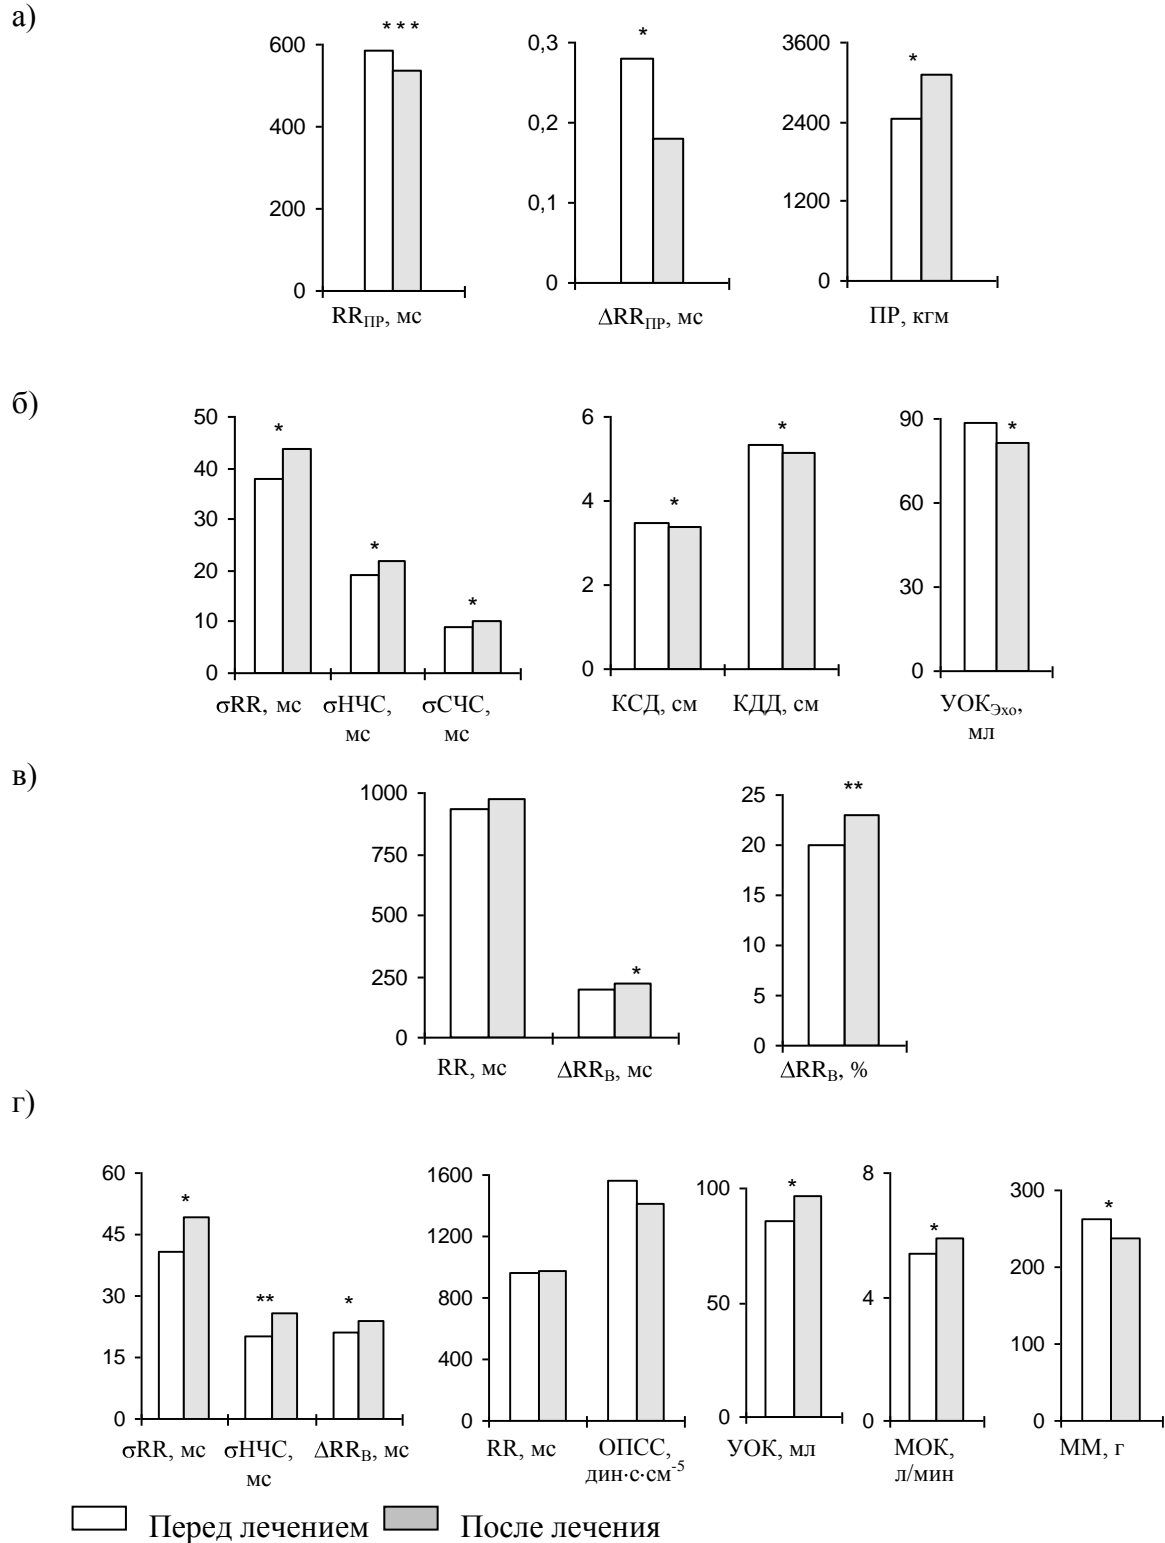 а)
***
*
*
600
400
200
0
0,3
0,2
0,1
0
3600
2400
1200
0
RRПР, мс
ΔRRПР, мс
ПР, кгм
б)
50
40
30
20
10
0
*
*
*
6
4
2
0
*
*
90
60
30
0
*
σRR, мс
σНЧС, мс
σСЧС, мс
КСД, см
КДД, см
УОКЭхо, мл
в)
1000
750
500
250
0
*
25
20
15
10
5
0
**
RR, мс
ΔRRВ, мс
ΔRRВ, %
г)
60
45
30
15
0
*
**
*
1600
1200
800
400
0
100
50
0
*
8
4
0
*
300
200
100
0
*
σRR, мс
σНЧС, мс
ΔRRВ, мс
RR, мс
ОПСС, дин·с·см-5
УОК, мл
МОК, л/мин
ММ, г
Перед лечением
После лечения